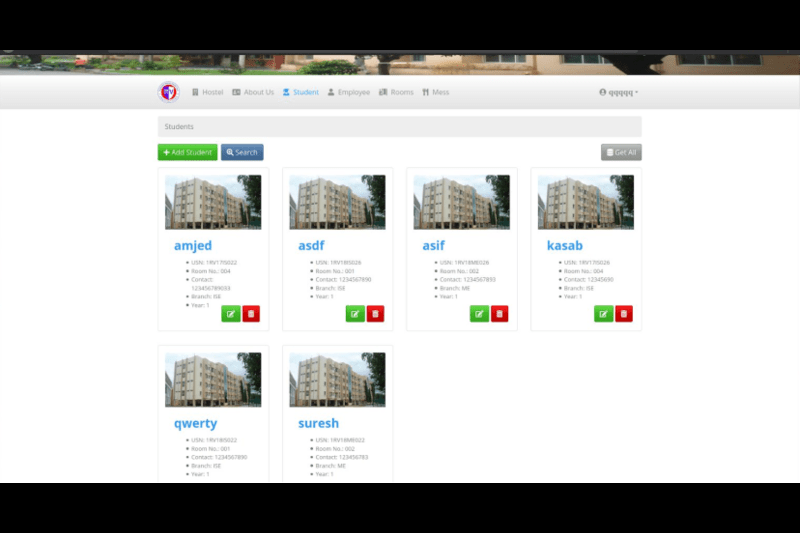 Hostel About Us Student Employee Rooms Mess qqqqq
Students
Add Student Search Get All
amjed
USN: 1RV17IS022
Room No.: 004
Contact:
123456789033
Branch: ISE
Year: 1
asdf
USN: 1RV18IS026
Room No.: 001
Contact: 1234567890
Branch: ISE
Year: 1
asif
USN: 1RV18ME026
Room No.: 002
Contact: 1234567893
Branch: ME
Year: 1
kasab
USN: 1RV17IS026
Room No.: 004
Contact: 12345690
Branch: ISE
Year: 1
qwerty
USN: 1RV18IS022
Room No.: 001
Contact: 1234567890
Branch: ISE
Year: 1
suresh
USN: 1RV18ME022
Room No.: 002
Contact: 123456783
Branch: ME
Year: 1